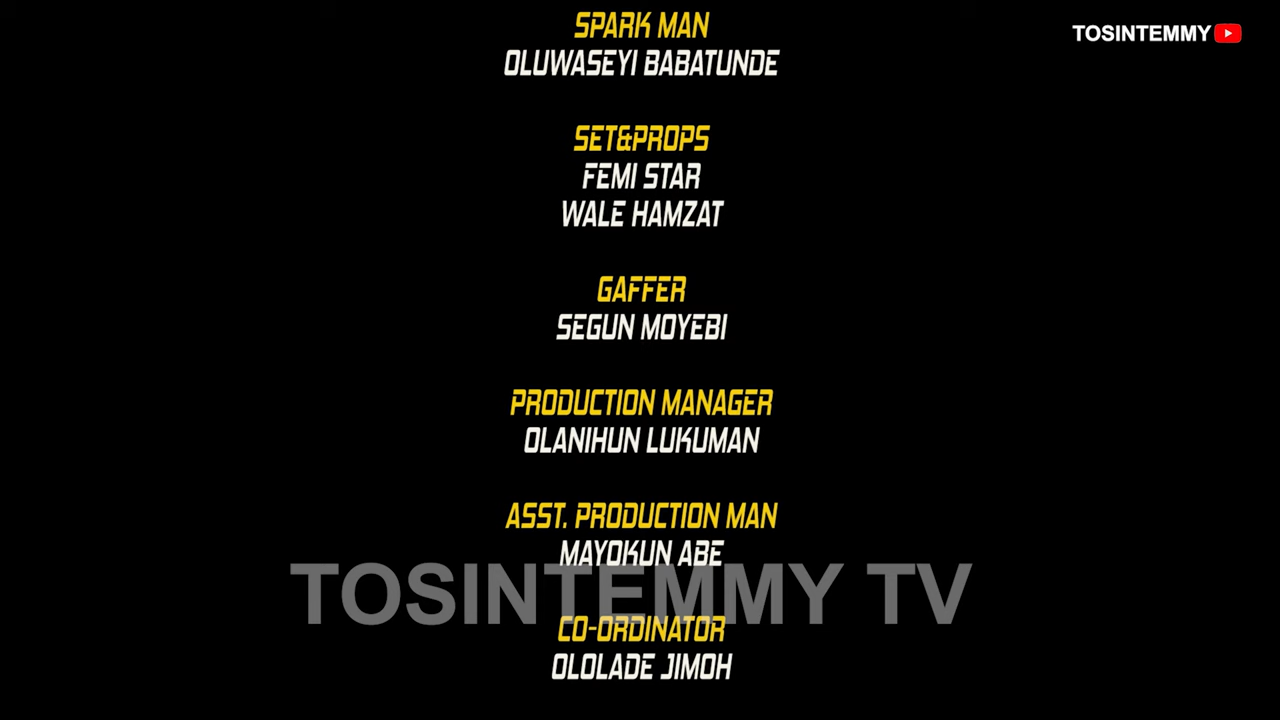 SPARK MAN
TOSINTEMMY
OLUWASEYI BABATUNDE
SET&PROPS
FEMI STAR
WALE HAMZAT
GAFFER
SEGUN MOYEBI
PRODUCTION MANAGER
OLANIHUN LUKUMAN
ASST. PRODUCTION MAN
MAYOKUN ABE
TOSINTEMMY TV
CO-ORDINATOR
OLOLADE JIMOH